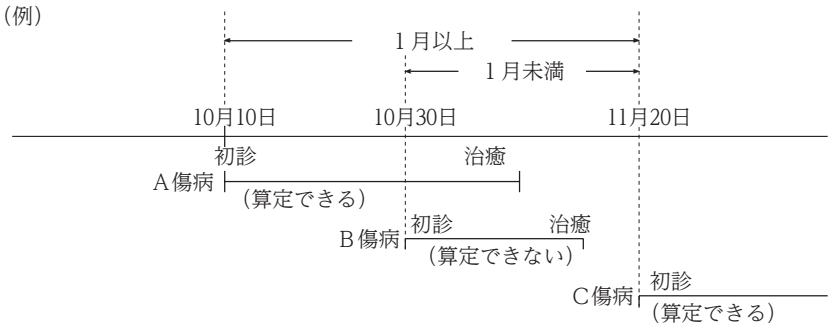 （例）
１月以上
１月未満
10月10日 10月30日 11月20日
初診 治癒
Ａ傷病
（算定できる）
初診 治癒
Ｂ傷病
（算定できない）
初診
Ｃ傷病
（算定できる）